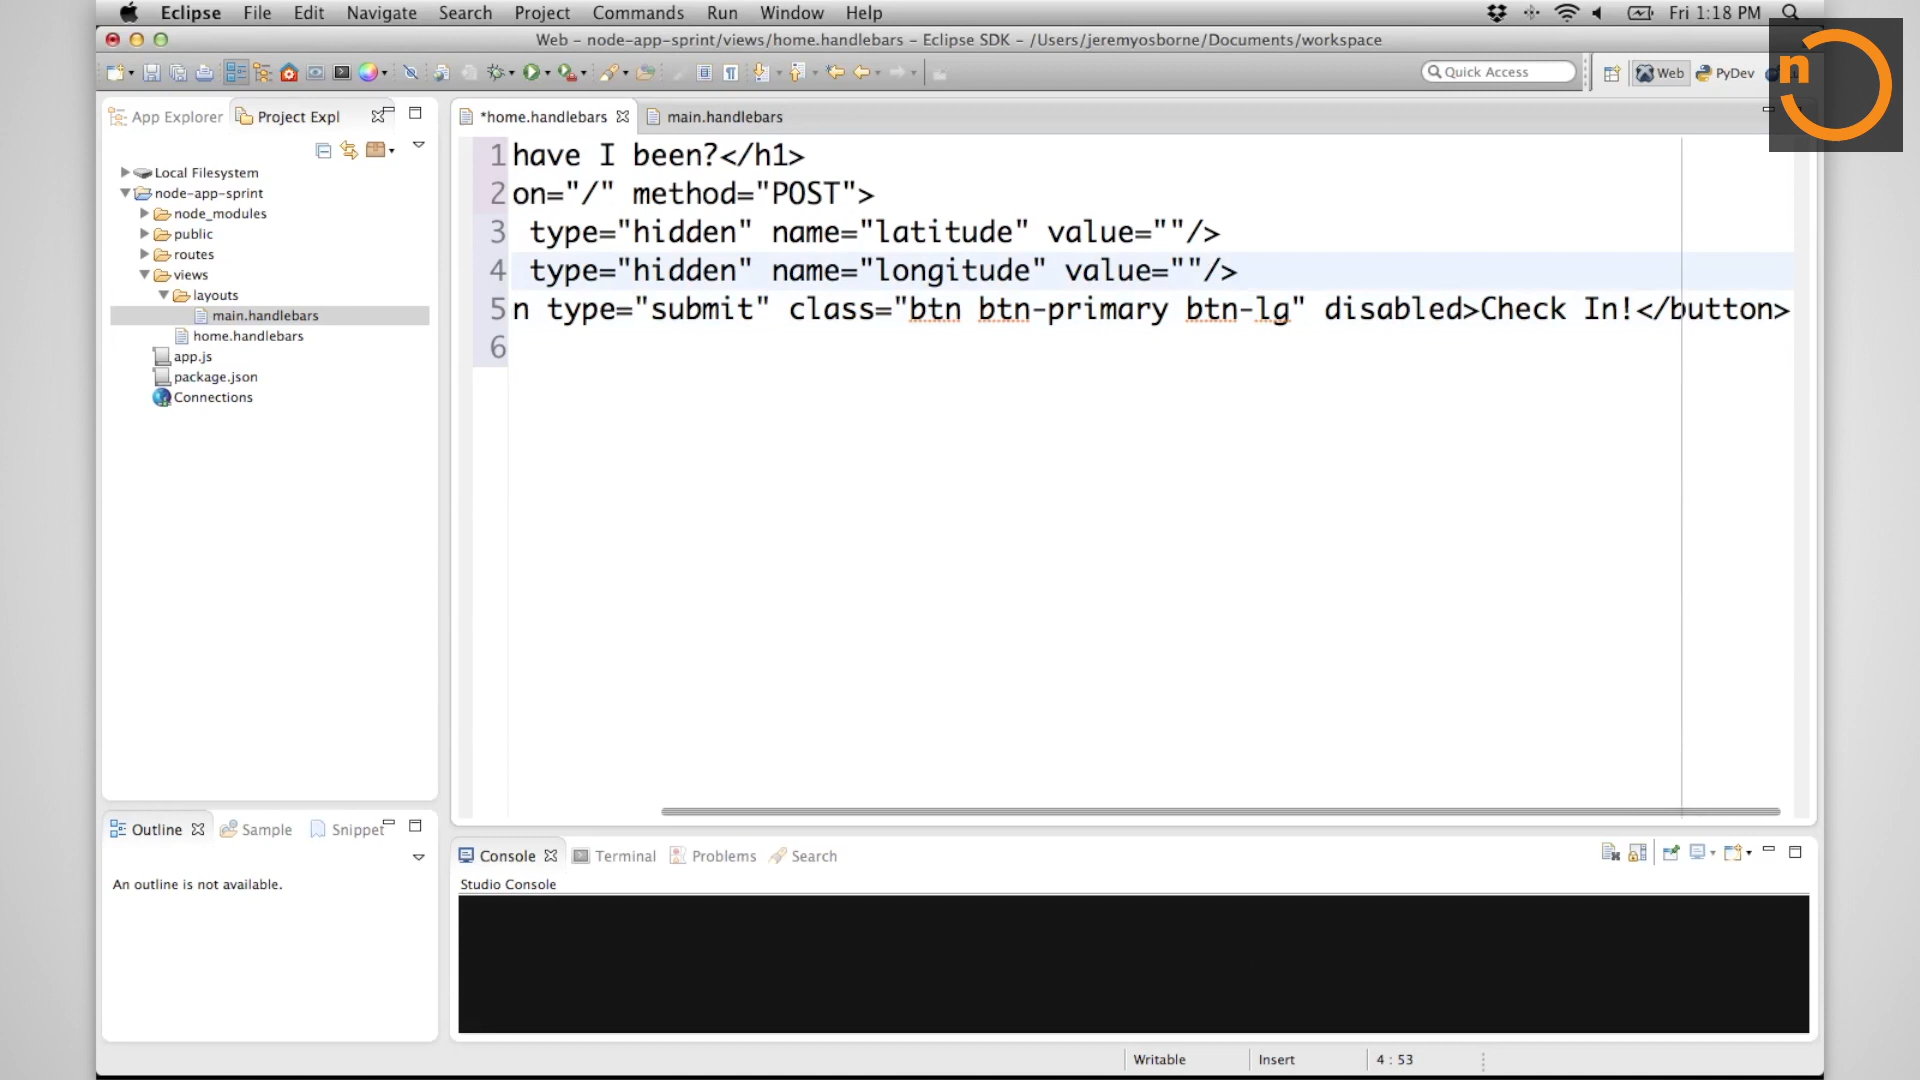 Eclipse File Edit Navigate Search Project Commands Run Window Help Fri 1:18 PM
Web – node-app-sprint/views/home.handlebars – Eclipse SDK – /Users/jeremyosborne/Documents/workspace
Quick Access Web PyDev
n
App Explorer Project Expl
*home.handlebars main.handlebars
Local Filesystem
node-app-sprint
node_modules
public
routes
views
layouts
main.handlebars
home.handlebars
app.js
package.json
Connections
1 have I been?</h1>
2 on="/" method="POST">
3 type="hidden" name="latitude" value=""/>
4 type="hidden" name="longitude" value=""/>
5 n type="submit" class="btn btn-primary btn-lg" disabled>Check In!</button>
6
Outline Sample Snippet
An outline is not available.
Console Terminal Problems Search
Studio Console
Writable Insert 4 : 53